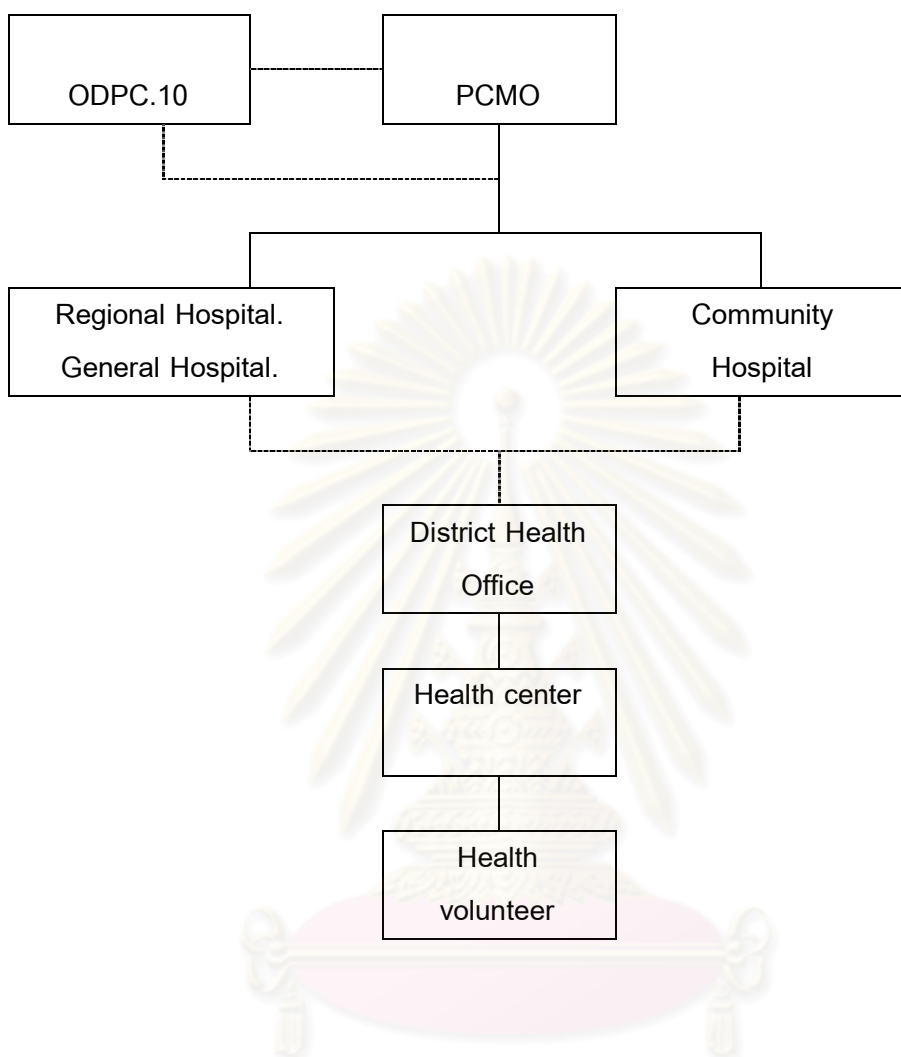 ODPC.10
PCMO
Regional Hospital.
General Hospital.
Community
Hospital
District Health
Office
Health center
Health
volunteer